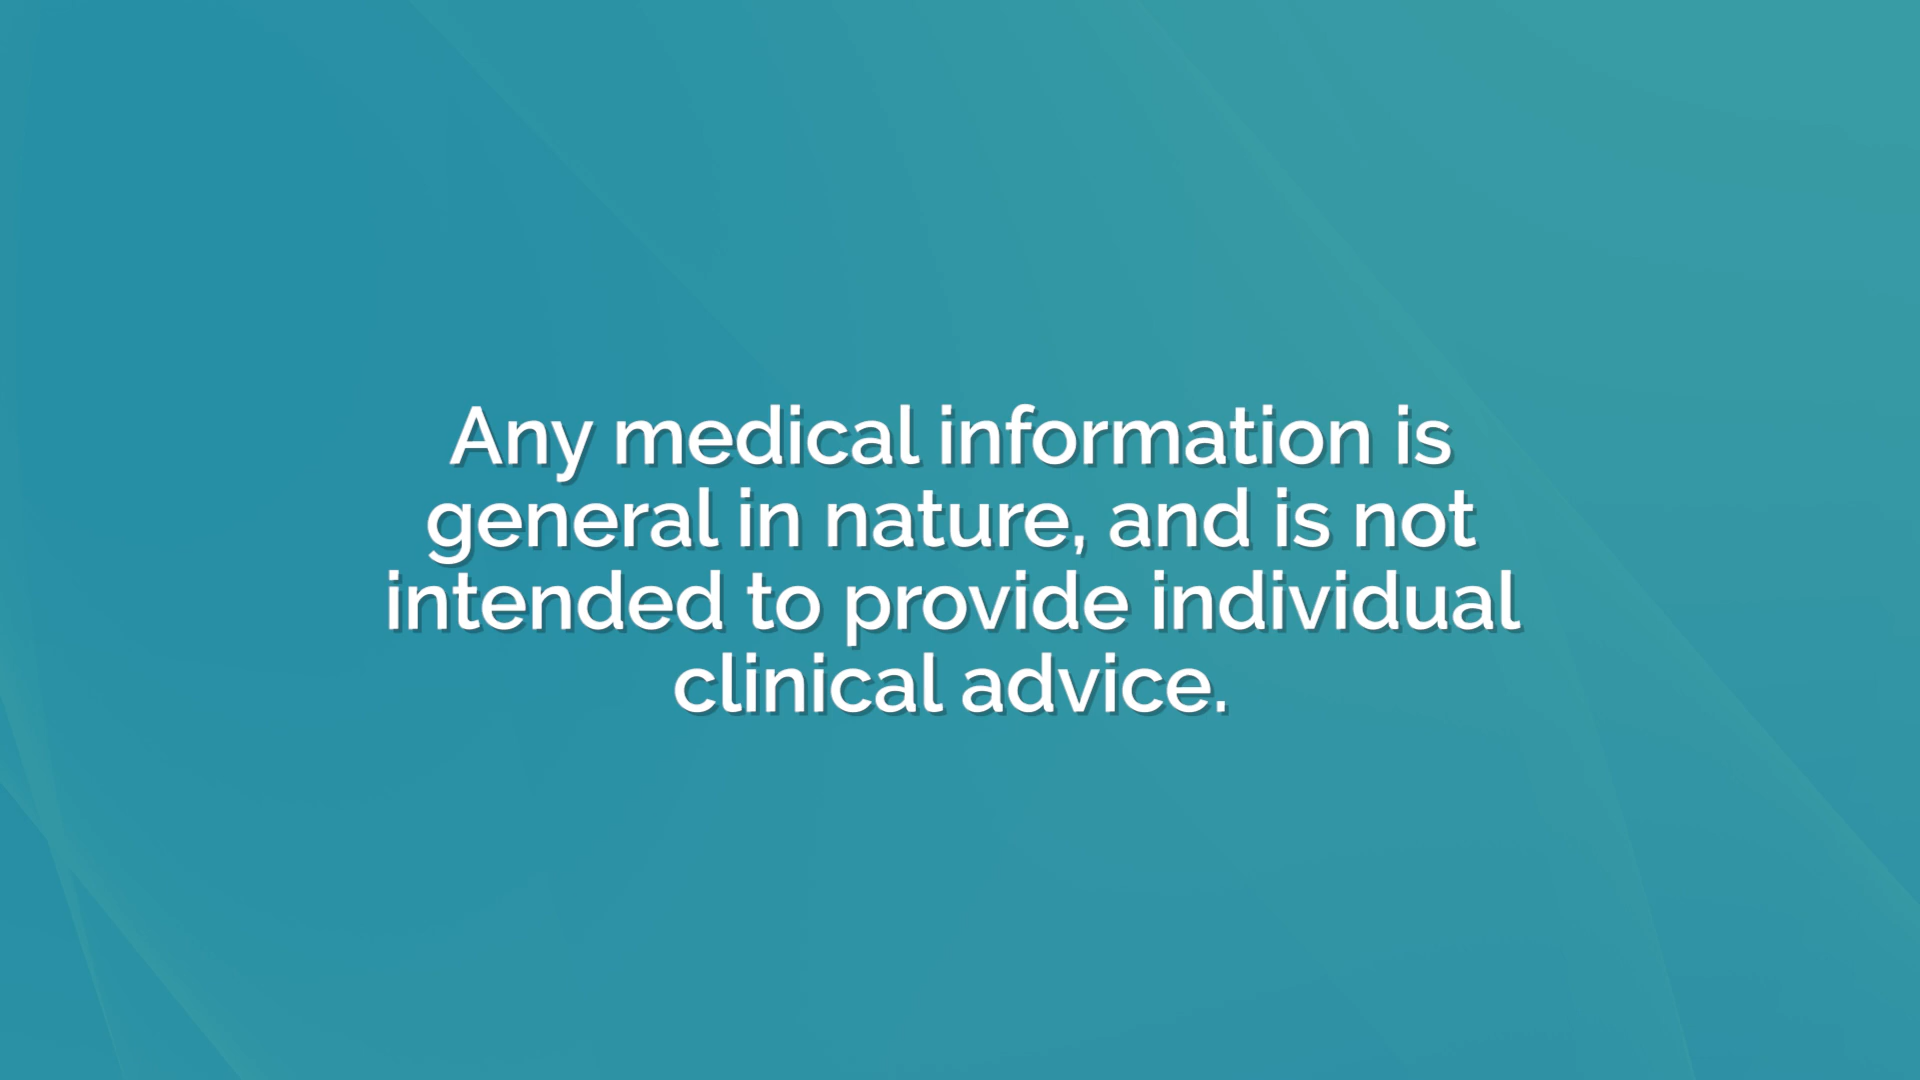 Any medical information is
general in nature, and is not
intended to provide individual
clinical advice.